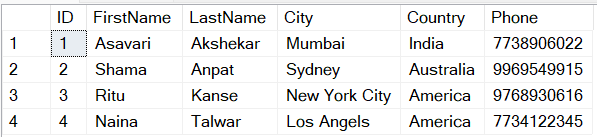 ID FirstName LastName City Country Phone
1 1 Asavari Akshekar Mumbai India 7738906022
2 2 Shama Anpat Sydney Australia 9969549915
3 3 Ritu Kanse New York City America 9768930616
4 4 Naina Talwar Los Angels America 7734122345